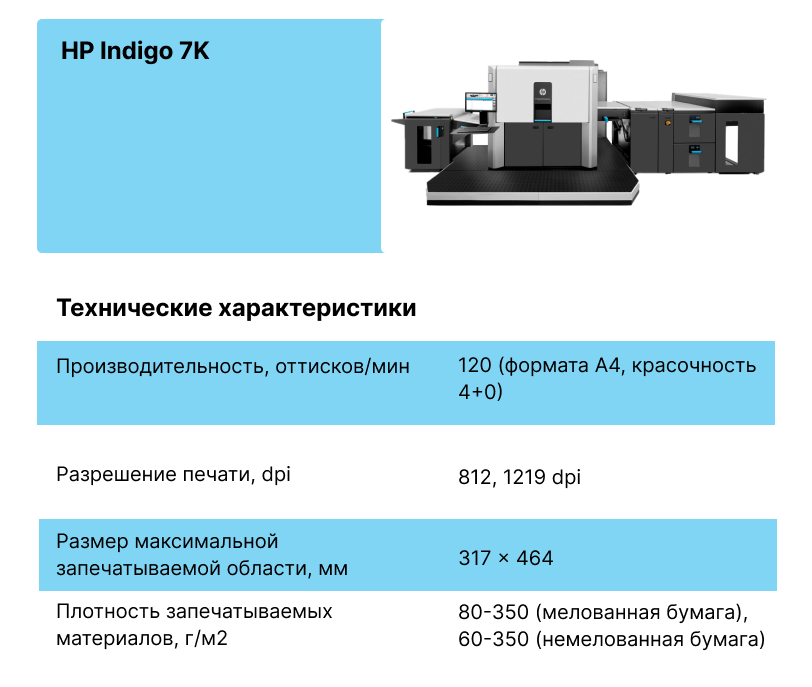 HP Indigo 7K
Технические характеристики
Производительность, оттисков/мин
120 (формата А4, красочность
4+0)
Разрешение печати, dpi
812, 1219 dpi
Размер максимальной
запечатываемой области, мм
317 × 464
Плотность запечатываемых
материалов, г/м2
80-350 (мелованная бумага),
60-350 (немелованная бумага)